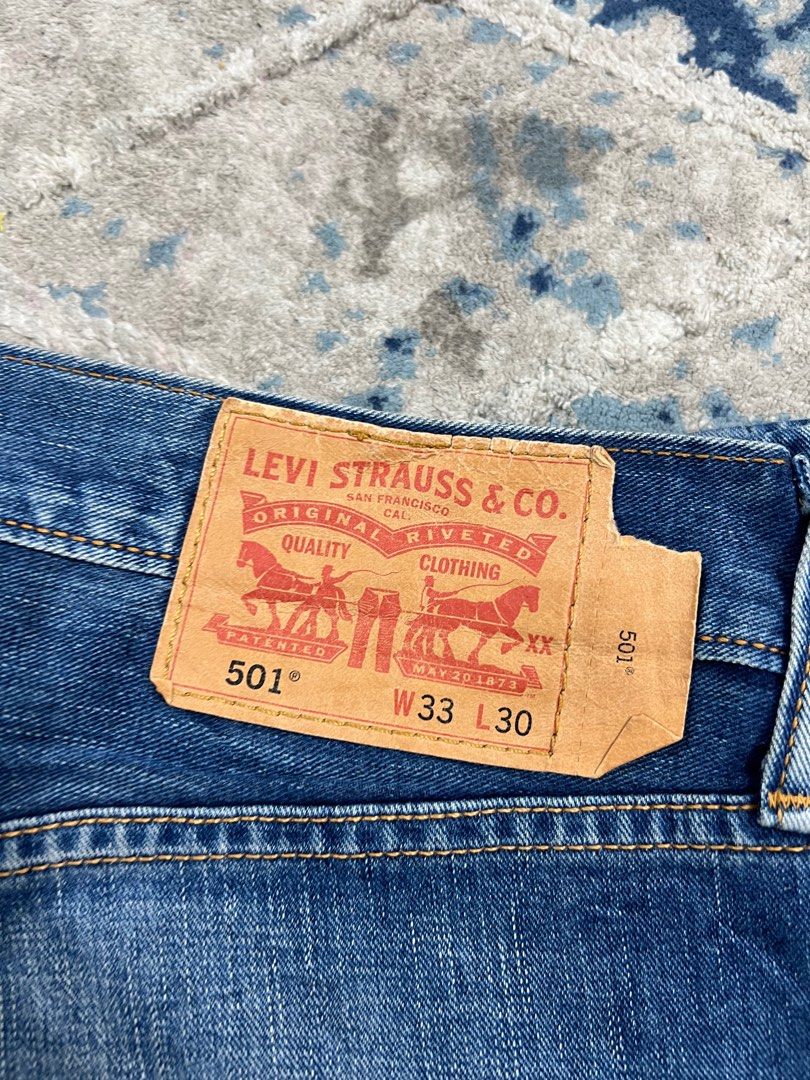 LEVI STRAUSS & CO.
SAN FRANCISCO
CAL.
ORIGINAL RIVETED
QUALITY CLOTHING
XX
PATENTED MAY 20 1873
501®
W33 L30
501®